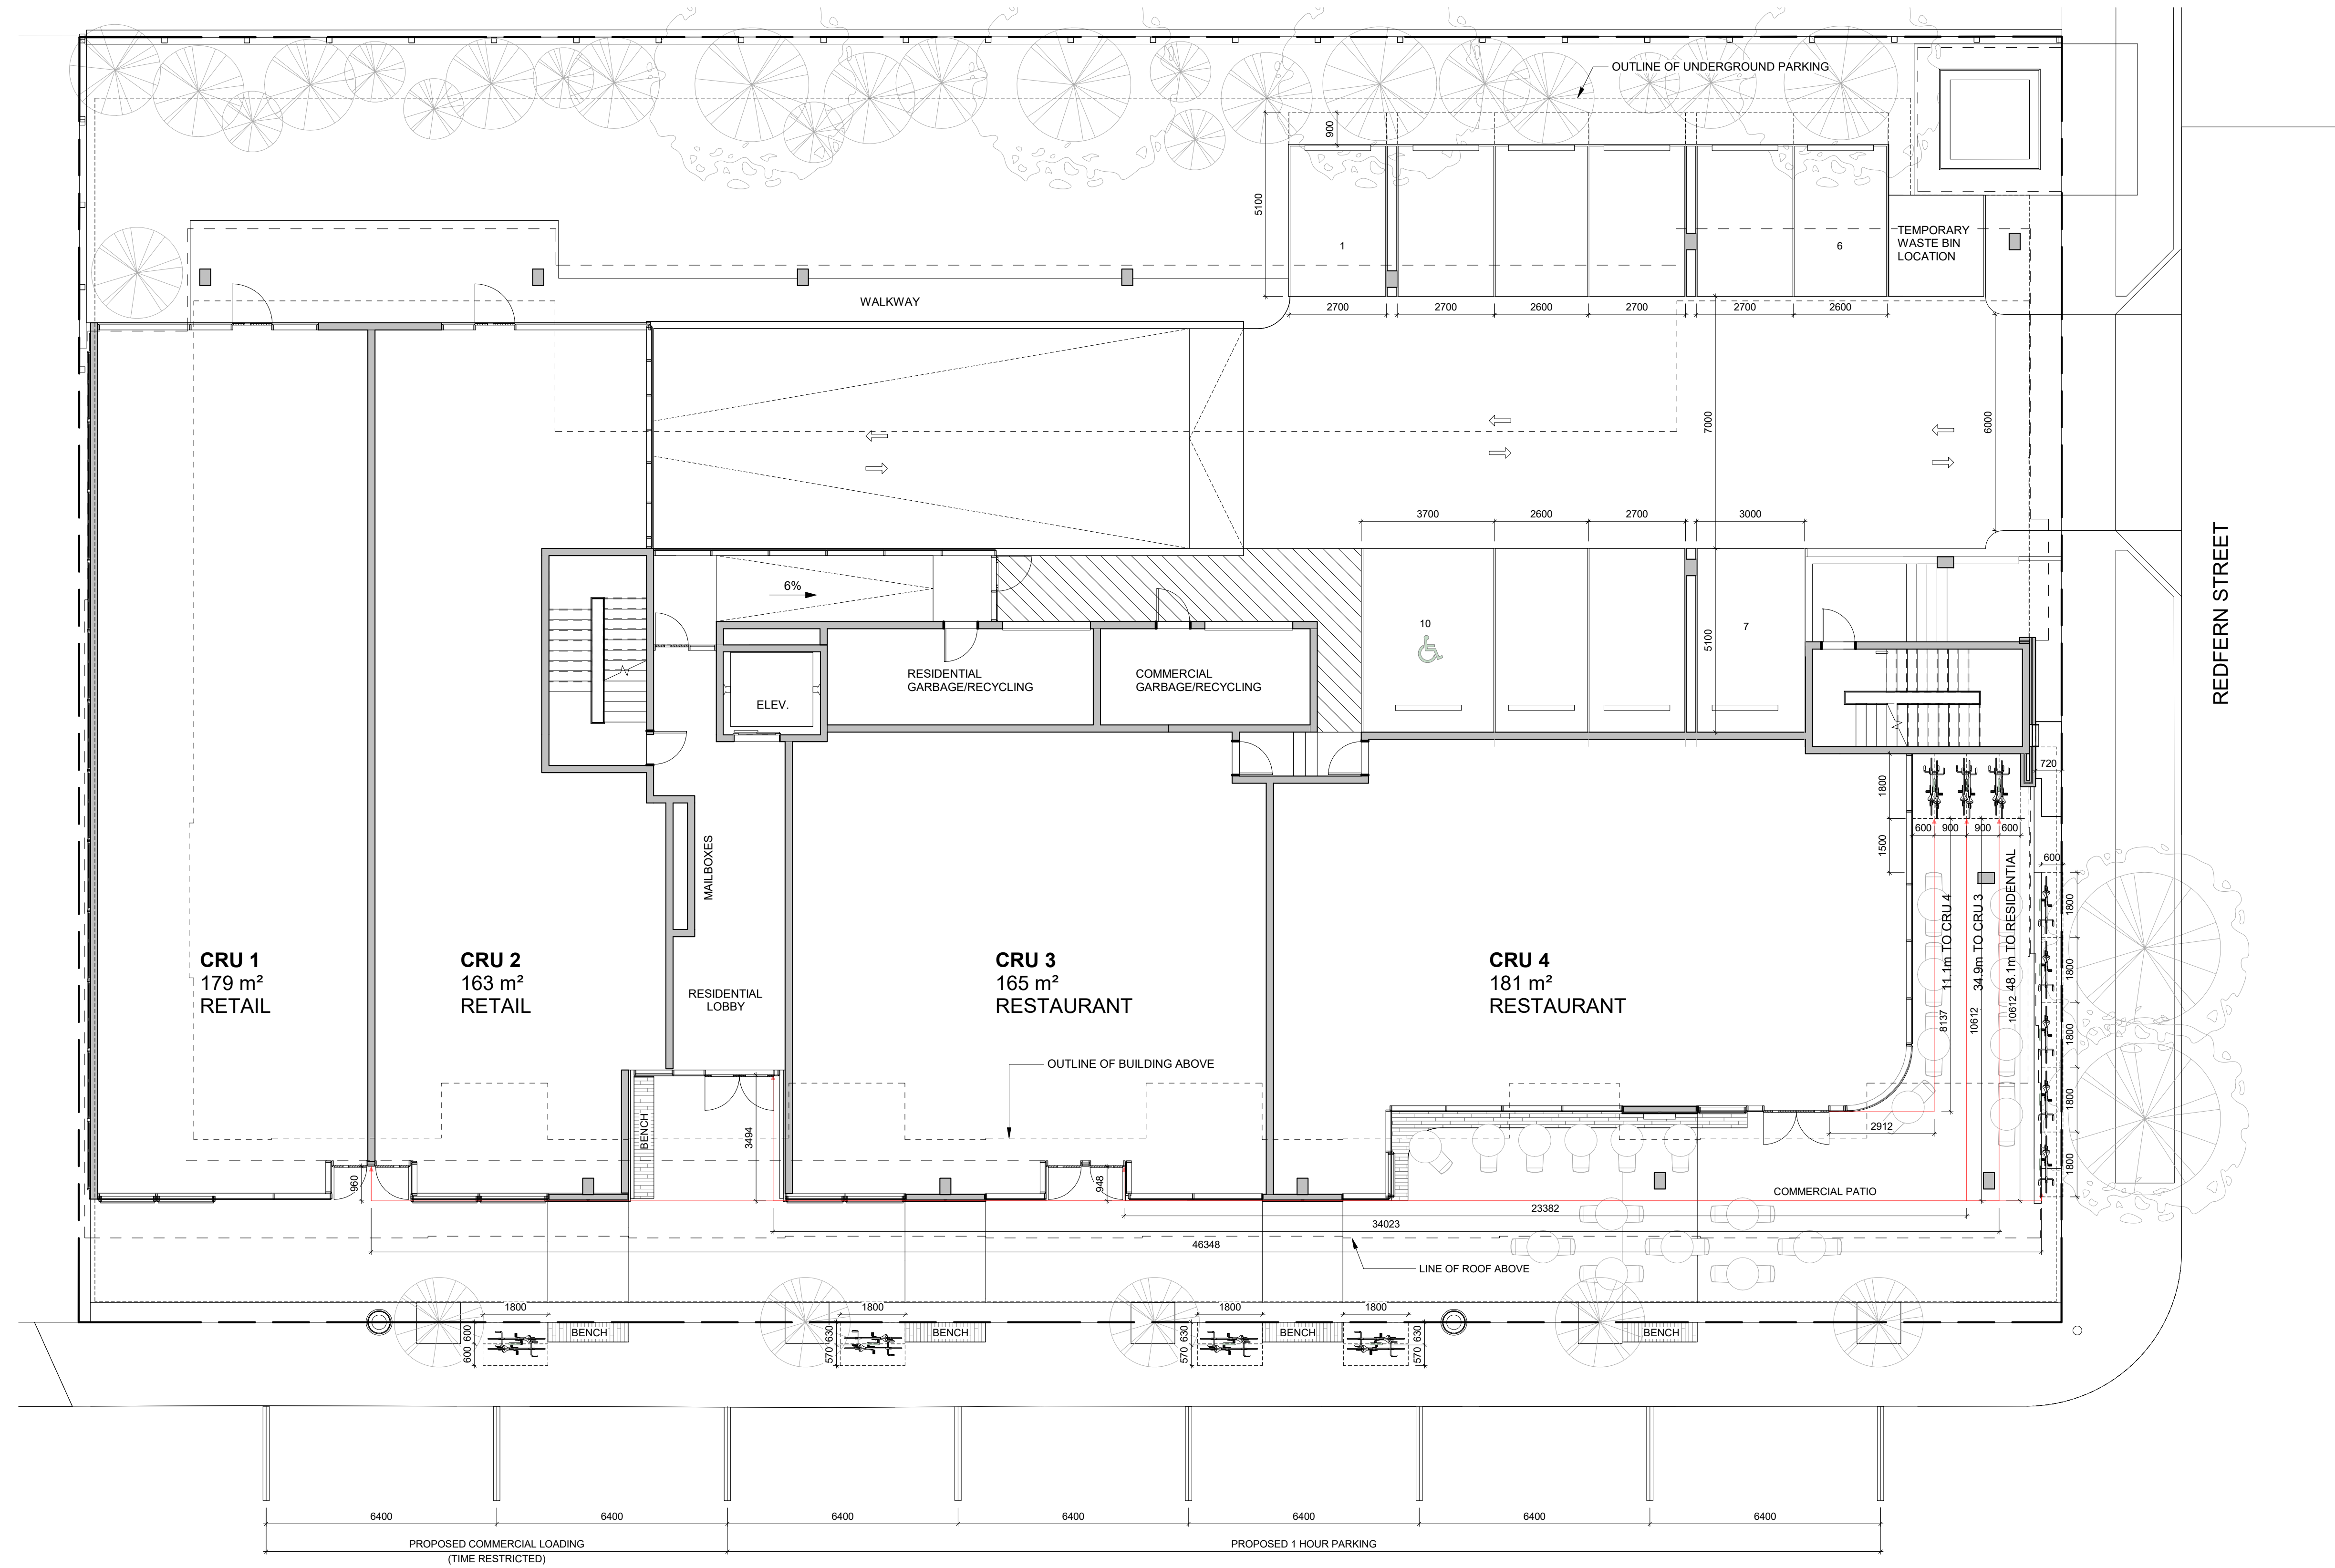 OUTLINE OF UNDERGROUND PARKING
900
5100
1
6
TEMPORARY
WASTE BIN
LOCATION
WALKWAY
2700
2700
2600
2700
2700
2600
7000
6000
REDFERN STREET
3700
2600
2700
3000
6%
10
7
5100
RESIDENTIAL
GARBAGE/RECYCLING
COMMERCIAL
GARBAGE/RECYCLING
ELEV.
720
1800
600
900
900
600
1500
600
MAILBOXES
11.1m TO CRU 4
34.9m TO CRU 3
48.1m TO RESIDENTIAL
8137
10612
10612
1800
1800
1800
1800
1800
CRU 1
179 m²
RETAIL
CRU 2
163 m²
RETAIL
RESIDENTIAL
LOBBY
CRU 3
165 m²
RESTAURANT
CRU 4
181 m²
RESTAURANT
OUTLINE OF BUILDING ABOVE
BENCH
3494
2912
960
948
COMMERCIAL PATIO
23382
34023
46348
LINE OF ROOF ABOVE
1800
1800
1800
1800
600
600
BENCH
630
570
BENCH
630
570
BENCH
630
570
BENCH
6400
6400
6400
6400
6400
6400
6400
PROPOSED COMMERCIAL LOADING
(TIME RESTRICTED)
PROPOSED 1 HOUR PARKING